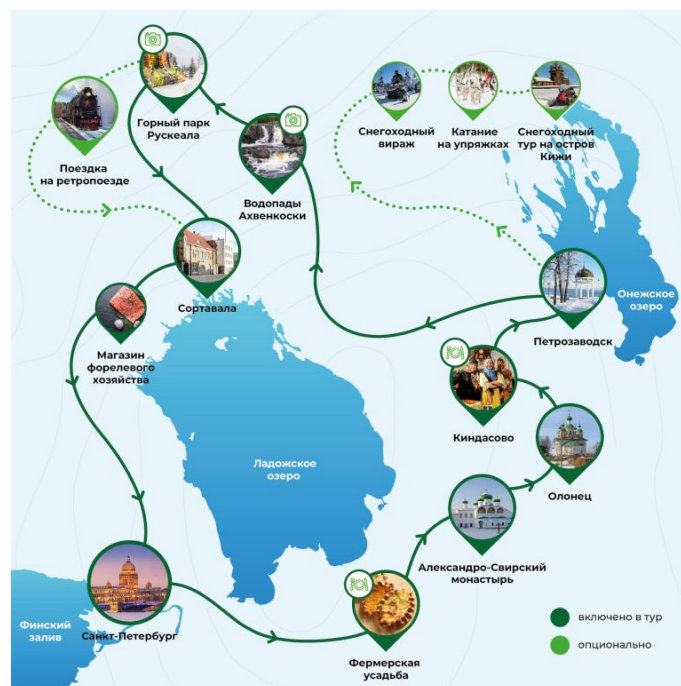 Горный парк
Рускеала
Поездка
на ретропоезде
Водопады
Ахвенкоски
Снегоходный
вираж
Катание
на упряжках
Снегоходный
тур на остров
Кижи
Сортавала
Онежское
озеро
Петрозаводск
Магазин
форелевого
хозяйства
Киндасово
Ладожское
озеро
Олонец
Александро-Свирский
монастырь
Финский
залив
Санкт-Петербург
Фермерская
усадьба
включено в тур
опционально